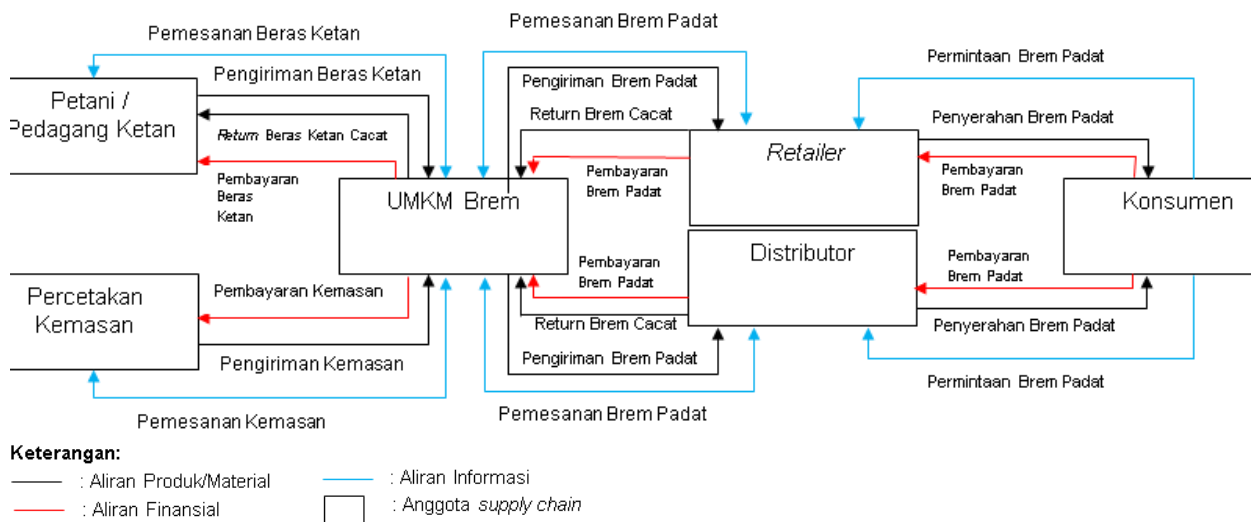 Pemesanan Beras Ketan
Pemesanan Brem Padat
Pengiriman Beras Ketan
Pengiriman Brem Padat
Permintaan Brem Padat
Petani /
Pedagang Ketan
Return Beras Ketan Cacat
Return Brem Cacat
Penyerahan Brem Padat
Retailer
Pembayaran
Beras
Ketan
UMKM Brem
Pembayaran
Brem Padat
Pembayaran
Brem Padat
Konsumen
Percetakan
Kemasan
Pembayaran Kemasan
Pembayaran
Brem Padat
Distributor
Pembayaran
Brem Padat
Pengiriman Kemasan
Return Brem Cacat
Pengiriman Brem Padat
Penyerahan Brem Padat
Pemesanan Kemasan
Pemesanan Brem Padat
Permintaan Brem Padat
Keterangan:
: Aliran Produk/Material
: Aliran Informasi
: Aliran Finansial
: Anggota supply chain